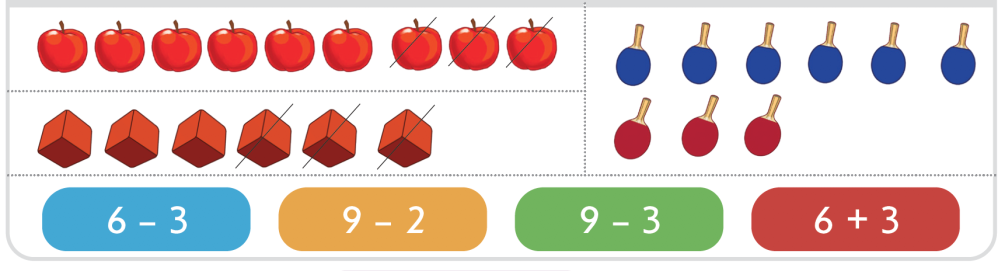 6 – 3
9 – 2
9 – 3
6 + 3